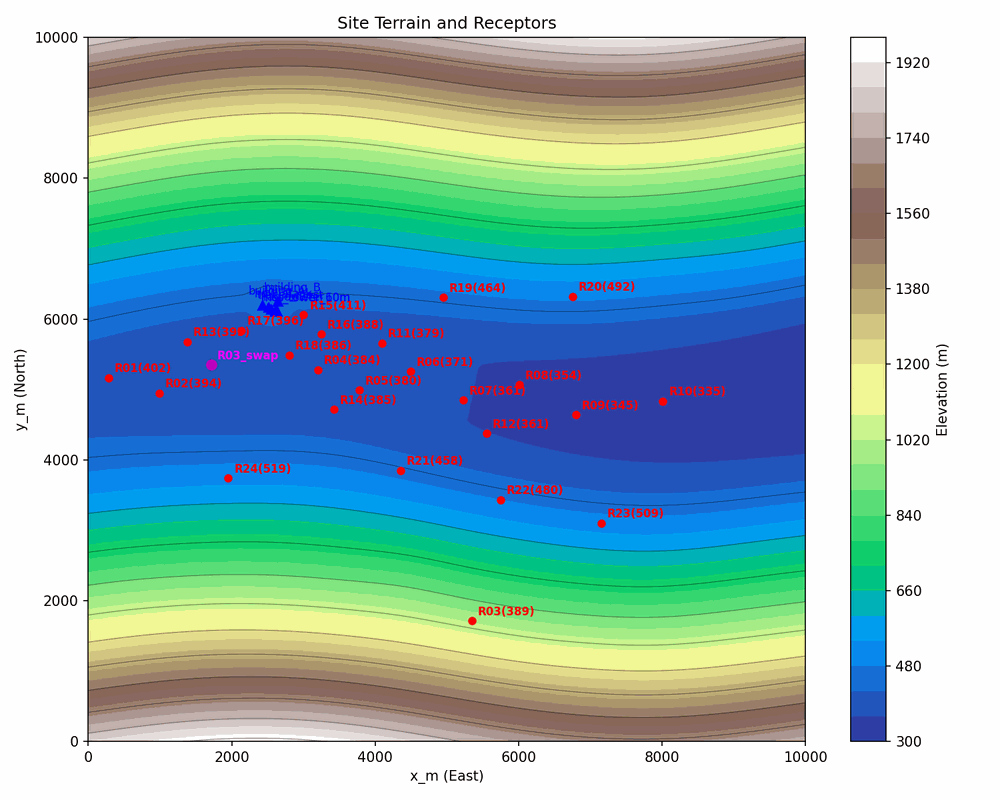 Site Terrain and Receptors
10000
8000
6000
4000
2000
0
y_m (North)
0
2000
4000
6000
8000
10000
x_m (East)
R19(464)
R20(492)
building_B
10m
R15(411)
R17(396)
R16(388)
R11(379)
R18(386)
R03_swap
R04(384)
R06(371)
R01(402)
R02(394)
R05(380)
R08(354)
R07(362)
R10(335)
R14(385)
R09(345)
R12(361)
R21(458)
R24(519)
R22(480)
R23(509)
R03(389)
1920
1740
1560
1380
1200
1020
840
660
480
300
Elevation (m)